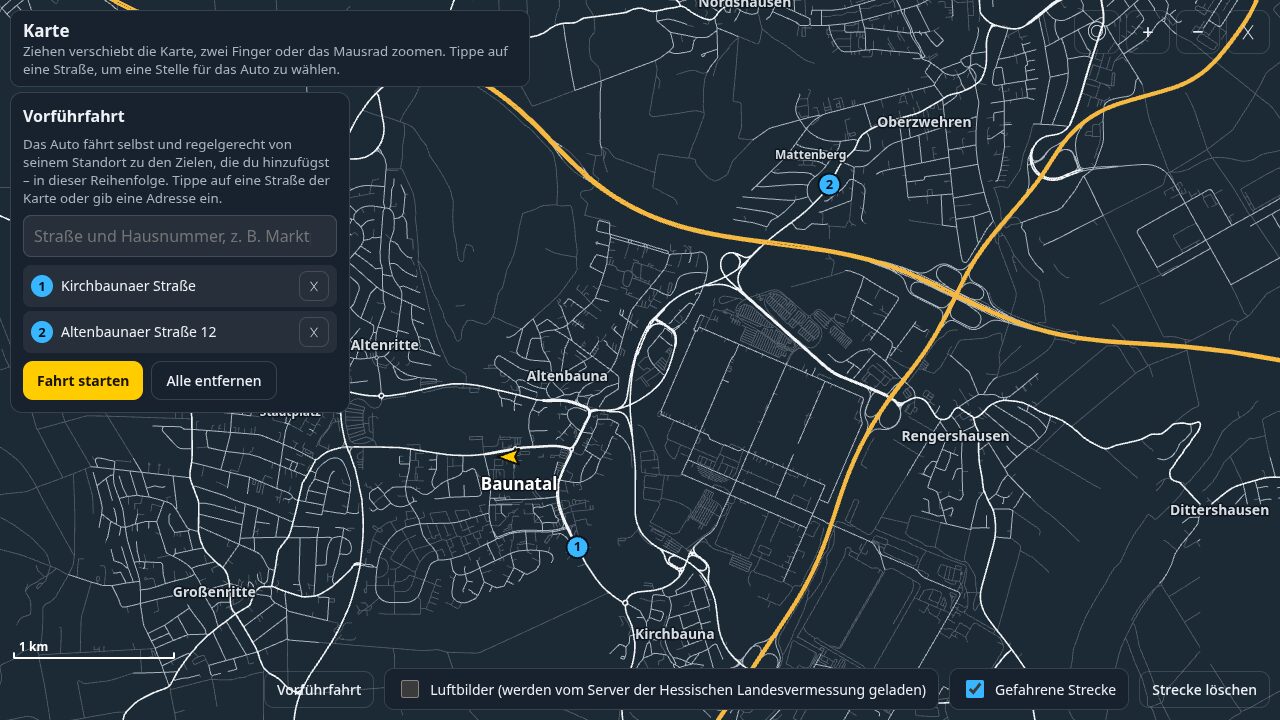 Karte
Ziehen verschiebt die Karte, zwei Finger oder das Mausrad zoomen. Tippe auf
eine Straße, um eine Stelle für das Auto zu wählen.
+
−
X
Vorführfahrt
Das Auto fährt selbst und regelgerecht von
seinem Standort zu den Zielen, die du hinzufügst
– in dieser Reihenfolge. Tippe auf eine Straße der
Karte oder gib eine Adresse ein.
Straße und Hausnummer, z. B. Markt
1 Kirchbaunaer Straße X
2 Altenbaunaer Straße 12 X
Fahrt starten
Alle entfernen
Nordshausen
Oberzwehren
Mattenberg
2
Altenritte
Altenbauna
Stadtplatz
Rengershausen
Baunatal
Dittershausen
1
Großenritte
Kirchbauna
1 km
Vorführfahrt
Luftbilder (werden vom Server der Hessischen Landesvermessung geladen)
Gefahrene Strecke
Strecke löschen